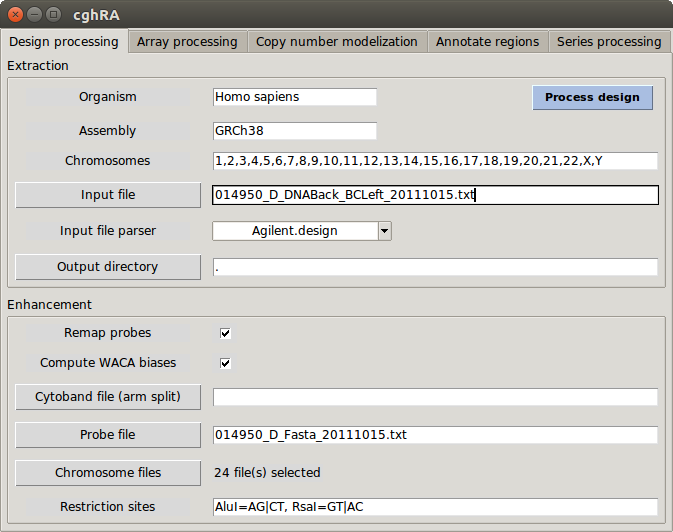 cghRA
Design processing Array processing Copy number modelization Annotate regions Series processing
Extraction
Organism Homo sapiens Process design
Assembly GRCh38
Chromosomes 1,2,3,4,5,6,7,8,9,10,11,12,13,14,15,16,17,18,19,20,21,22,X,Y
Input file 014950_D_DNABack_BCLeft_20111015.txt
Input file parser Agilent.design
Output directory .
Enhancement
Remap probes
Compute WACA biases
Cytoband file (arm split)
Probe file 014950_D_Fasta_20111015.txt
Chromosome files 24 file(s) selected
Restriction sites AluI=AG|CT, RsaI=GT|AC